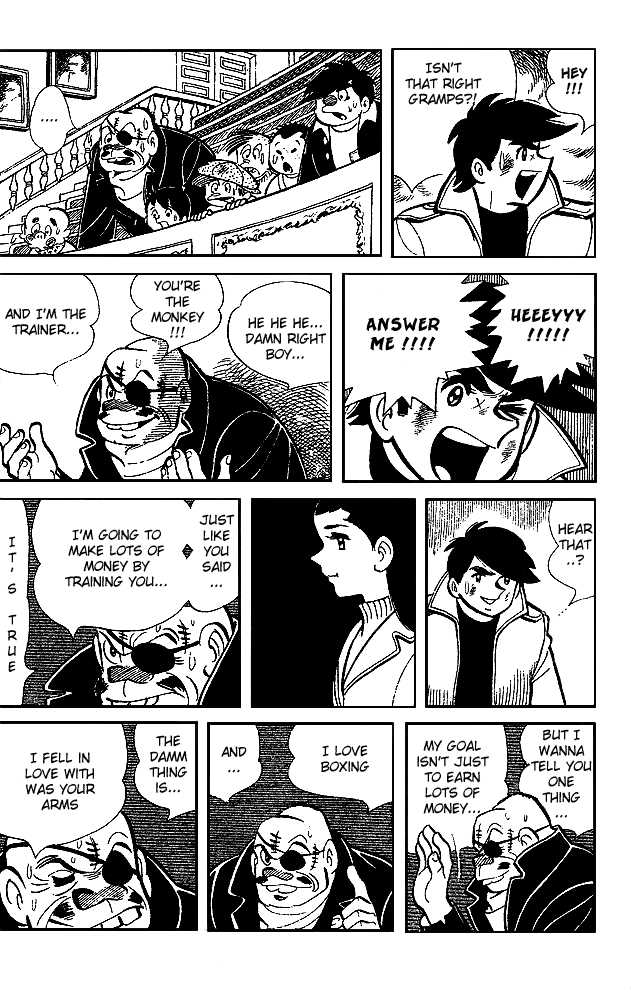 HEY
!!!
ISN'T
THAT RIGHT
GRAMPS?!
....
HEEEYYY
!!!!!
ANSWER
ME !!!!
HE HE HE...
DAMN RIGHT
BOY...
YOU'RE
THE
MONKEY
!!!
AND I'M THE
TRAINER...
HEAR
THAT
..?
JUST
LIKE
YOU
SAID
...
I'M GOING TO
MAKE LOTS OF
MONEY BY
TRAINING YOU...
IT'S TRUE
BUT I
WANNA
TELL YOU
ONE
THING
...
MY GOAL
ISN'T JUST
TO EARN
LOTS OF
MONEY...
I LOVE
BOXING
AND
...
THE
DAMM
THING
IS...
I FELL IN
LOVE WITH
WAS YOUR
ARMS